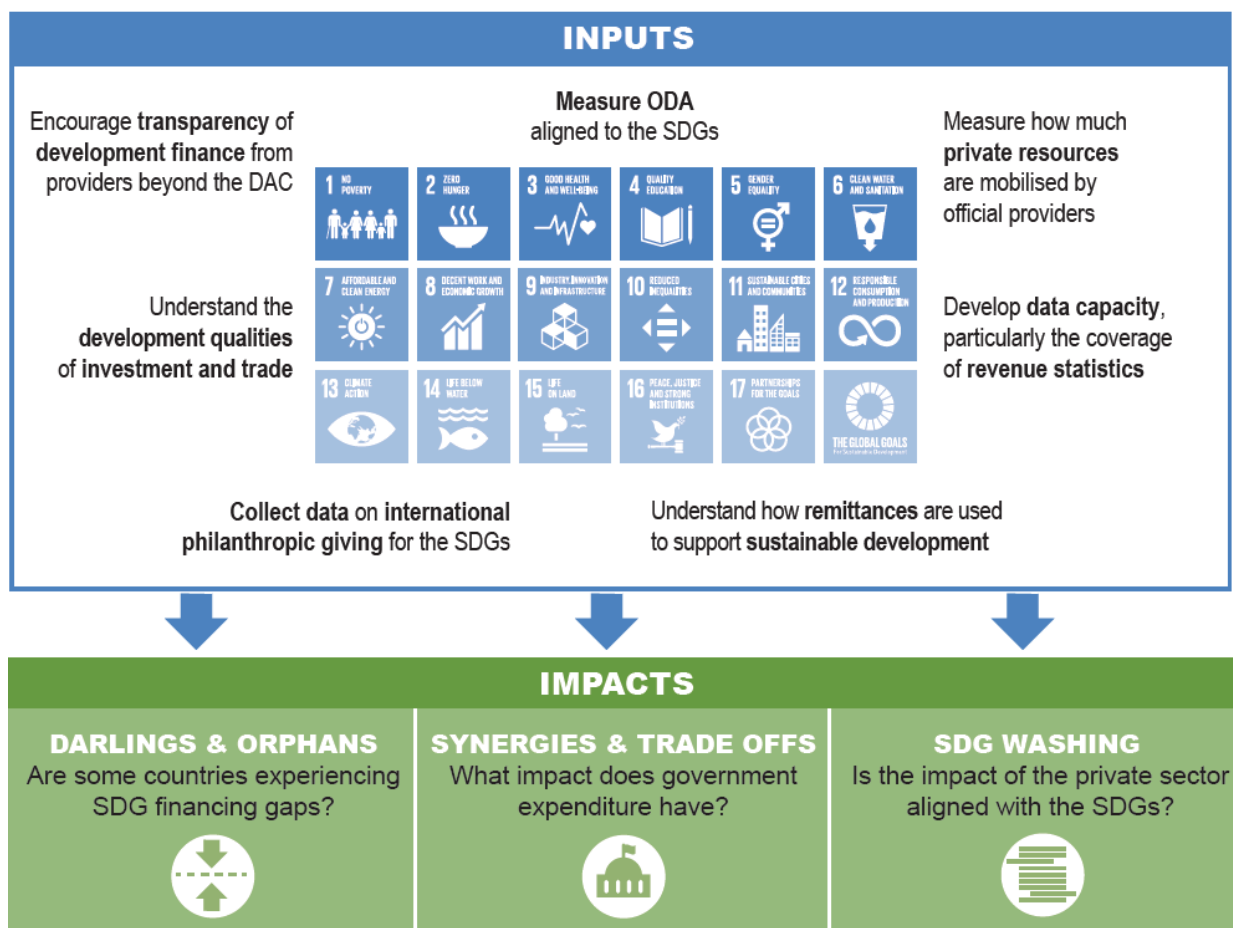 INPUTS
Measure ODA
aligned to the SDGs
Encourage transparency of
development finance from
providers beyond the DAC
Measure how much
private resources
are mobilised by
official providers
1 NO
POVERTY
2 ZERO
HUNGER
3 GOOD HEALTH
AND WELL-BEING
4 QUALITY
EDUCATION
5 GENDER
EQUALITY
6 CLEAN WATER
AND SANITATION
7 AFFORDABLE AND
CLEAN ENERGY
8 DECENT WORK AND
ECONOMIC GROWTH
9 INDUSTRY, INNOVATION
AND INFRASTRUCTURE
10 REDUCED
INEQUALITIES
11 SUSTAINABLE CITIES
AND COMMUNITIES
12 RESPONSIBLE
CONSUMPTION
AND PRODUCTION
Understand the
development qualities
of investment and trade
Develop data capacity,
particularly the coverage
of revenue statistics
13 CLIMATE
ACTION
14 LIFE BELOW
WATER
15 LIFE
ON LAND
16 PEACE, JUSTICE
AND STRONG
INSTITUTIONS
17 PARTNERSHIPS
FOR THE GOALS
THE GLOBAL GOALS
For Sustainable Development
Collect data on international
philanthropic giving for the SDGs
Understand how remittances are used
to support sustainable development
IMPACTS
DARLINGS & ORPHANS
Are some countries experiencing
SDG financing gaps?
SYNERGIES & TRADE OFFS
What impact does government
expenditure have?
SDG WASHING
Is the impact of the private sector
aligned with the SDGs?